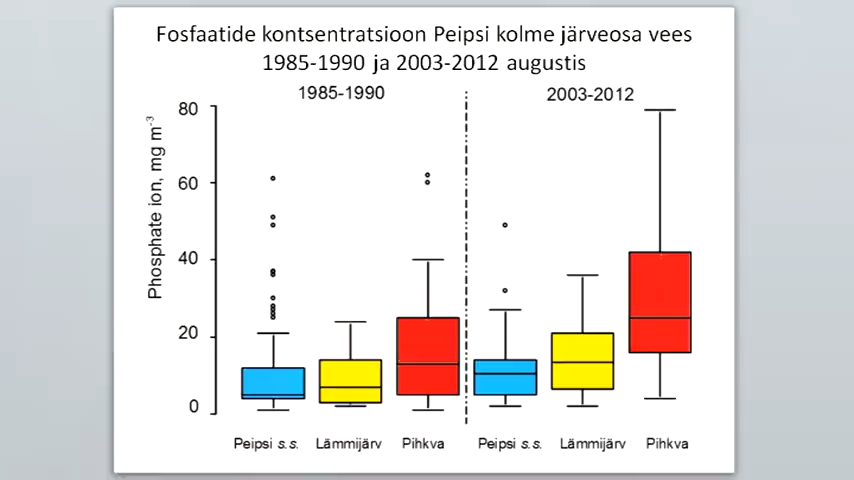 Fosfaatide kontsentratsioon Peipsi kolme järveosa vees
1985-1990 ja 2003-2012 augustis
1985-1990
2003-2012
Phosphate ion, mg m⁻³
80
60
40
20
0
Peipsi s.s.
Lämmijärv
Pihkva
Peipsi s.s.
Lämmijärv
Pihkva